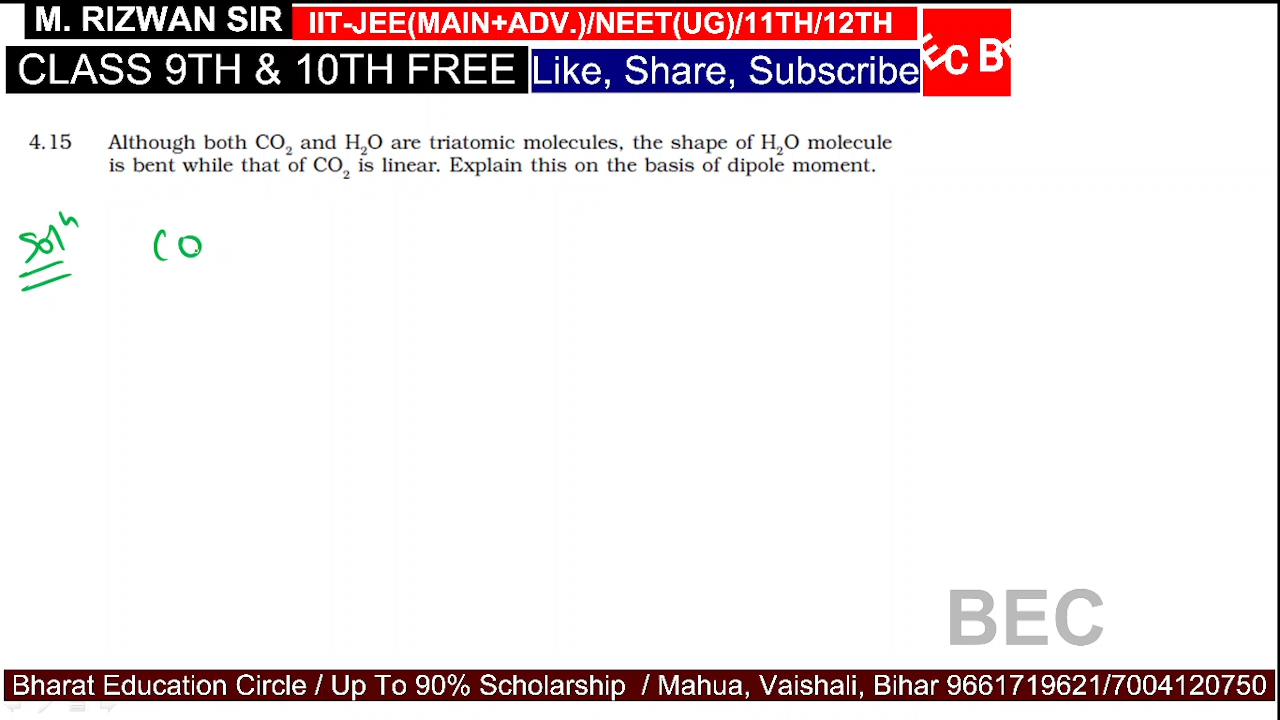 M. RIZWAN SIR IIT-JEE(MAIN+ADV.)/NEET(UG)/11TH/12TH
CLASS 9TH & 10TH FREE Like, Share, Subscribe
EC B
4.15 Although both CO₂ and H₂O are triatomic molecules, the shape of H₂O molecule
is bent while that of CO₂ is linear. Explain this on the basis of dipole moment.
Solⁿ CO
BEC
Bharat Education Circle / Up To 90% Scholarship / Mahua, Vaishali, Bihar 9661719621/7004120750